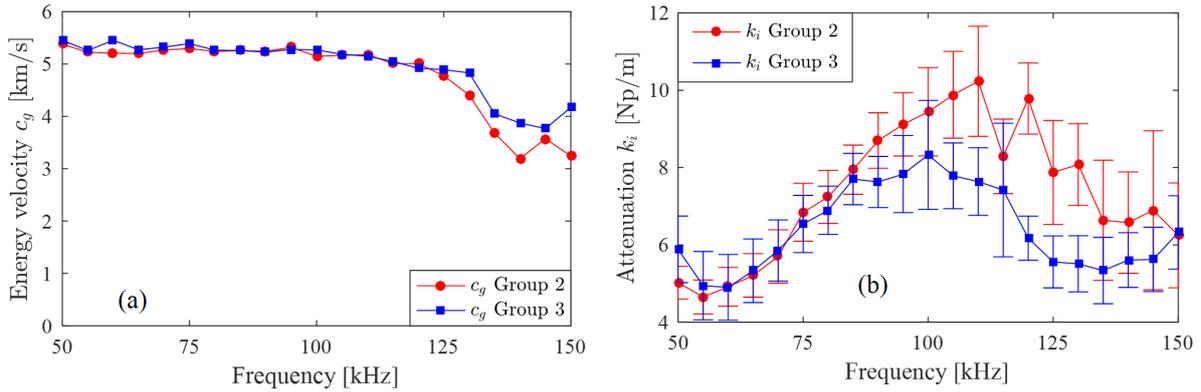 6
5
4
3
2
1
0
Energy velocity c_g [km/s]
(a)
c_g Group 2
c_g Group 3
50 75 100 125 150
Frequency [kHz]
12
10
8
6
4
Attenuation k_i [Np/m]
k_i Group 2
k_i Group 3
(b)
50 75 100 125 150
Frequency [kHz]